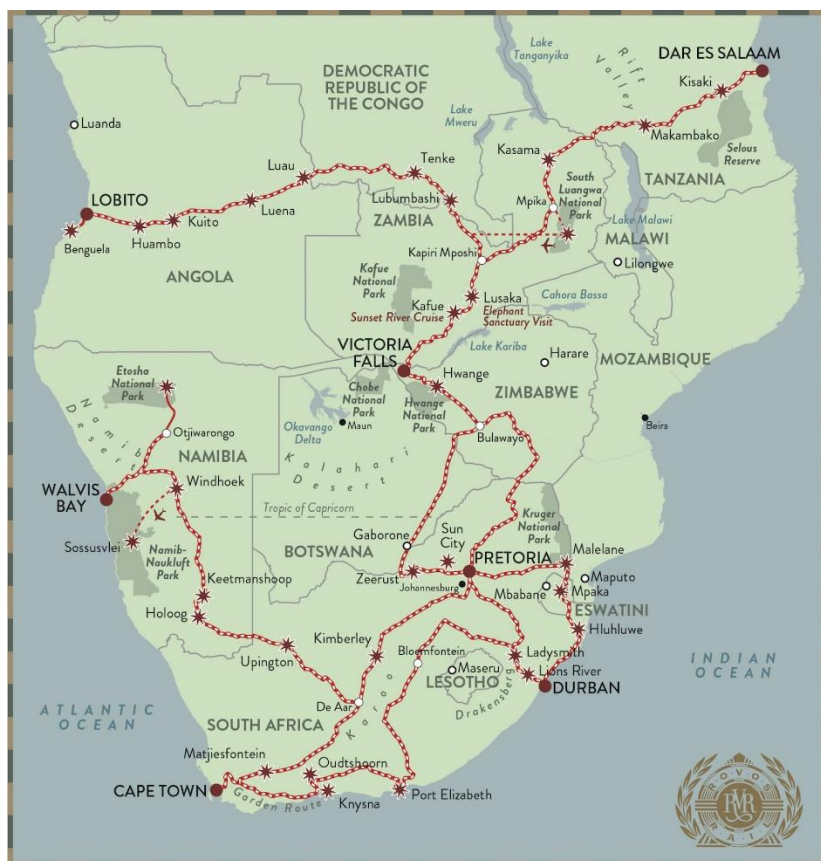 DAR ES SALAAM
Lake
Tanganyika
Rift
Valley
Kisaki
DEMOCRATIC
REPUBLIC OF
THE CONGO
Lake
Mweru
Makambako
Selous
Reserve
Luanda
Kasama
TANZANIA
Luau
Tenke
South
Luangwa
National
Park
LOBITO
Lubumbashi
Mpika
Kuito
Luena
ZAMBIA
Lake Malawi
Benguela
Huambo
MALAWI
Kapiri Mposhi
Lilongwe
ANGOLA
Kafue
National
Park
Kafue
Lusaka
Cahora Bassa
Sunset River Cruise
Elephant
Sanctuary Visit
VICTORIA
FALLS
Lake Kariba
Harare
MOZAMBIQUE
Hwange
ZIMBABWE
Etosha
National
Park
Chobe
National
Park
Hwange
National
Park
Namib
Desert
Otjiwarongo
Okavango
Delta
Maun
Bulawayo
Beira
NAMIBIA
Kalahari
Desert
WALVIS
BAY
Windhoek
Tropic of Capricorn
Kruger
National
Park
Sossusvlei
Namib-
Naukluft
Park
BOTSWANA
Gaborone
Sun
City
PRETORIA
Malelane
Zeerust
Johannesburg
Mbabane
Maputo
Mpaka
Keetmanshoop
ESWATINI
Holoog
Hluhluwe
Kimberley
Bloemfontein
Ladysmith
Upington
Maseru
Lions River
LESOTHO
INDIAN
OCEAN
DURBAN
Drakensberg
De Aar
ATLANTIC
OCEAN
SOUTH AFRICA
Karoo
Matjiesfontein
Oudtshoorn
CAPE TOWN
Garden Route
Knysna
Port Elizabeth
ROVOS
RVR
RAIL